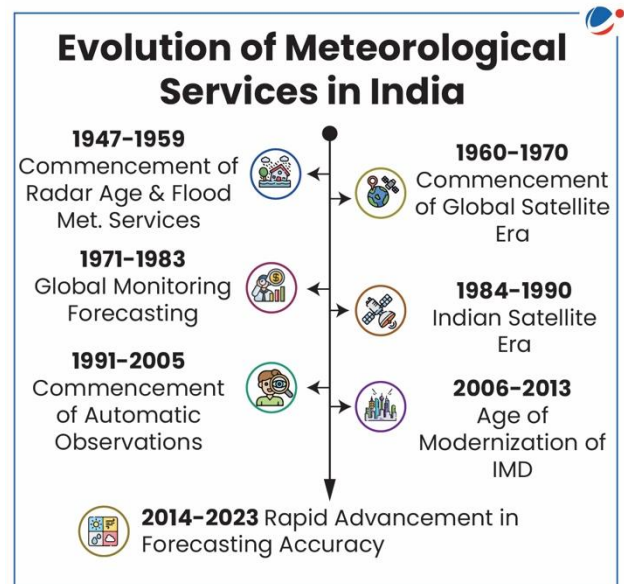 Evolution of Meteorological
Services in India
1947-1959
Commencement of
Radar Age & Flood
Met. Services
1960-1970
Commencement
of Global Satellite
Era
1971-1983
Global Monitoring
Forecasting
1984-1990
Indian Satellite
Era
1991-2005
Commencement
of Automatic
Observations
2006-2013
Age of
Modernization of
IMD
2014-2023 Rapid Advancement in
Forecasting Accuracy